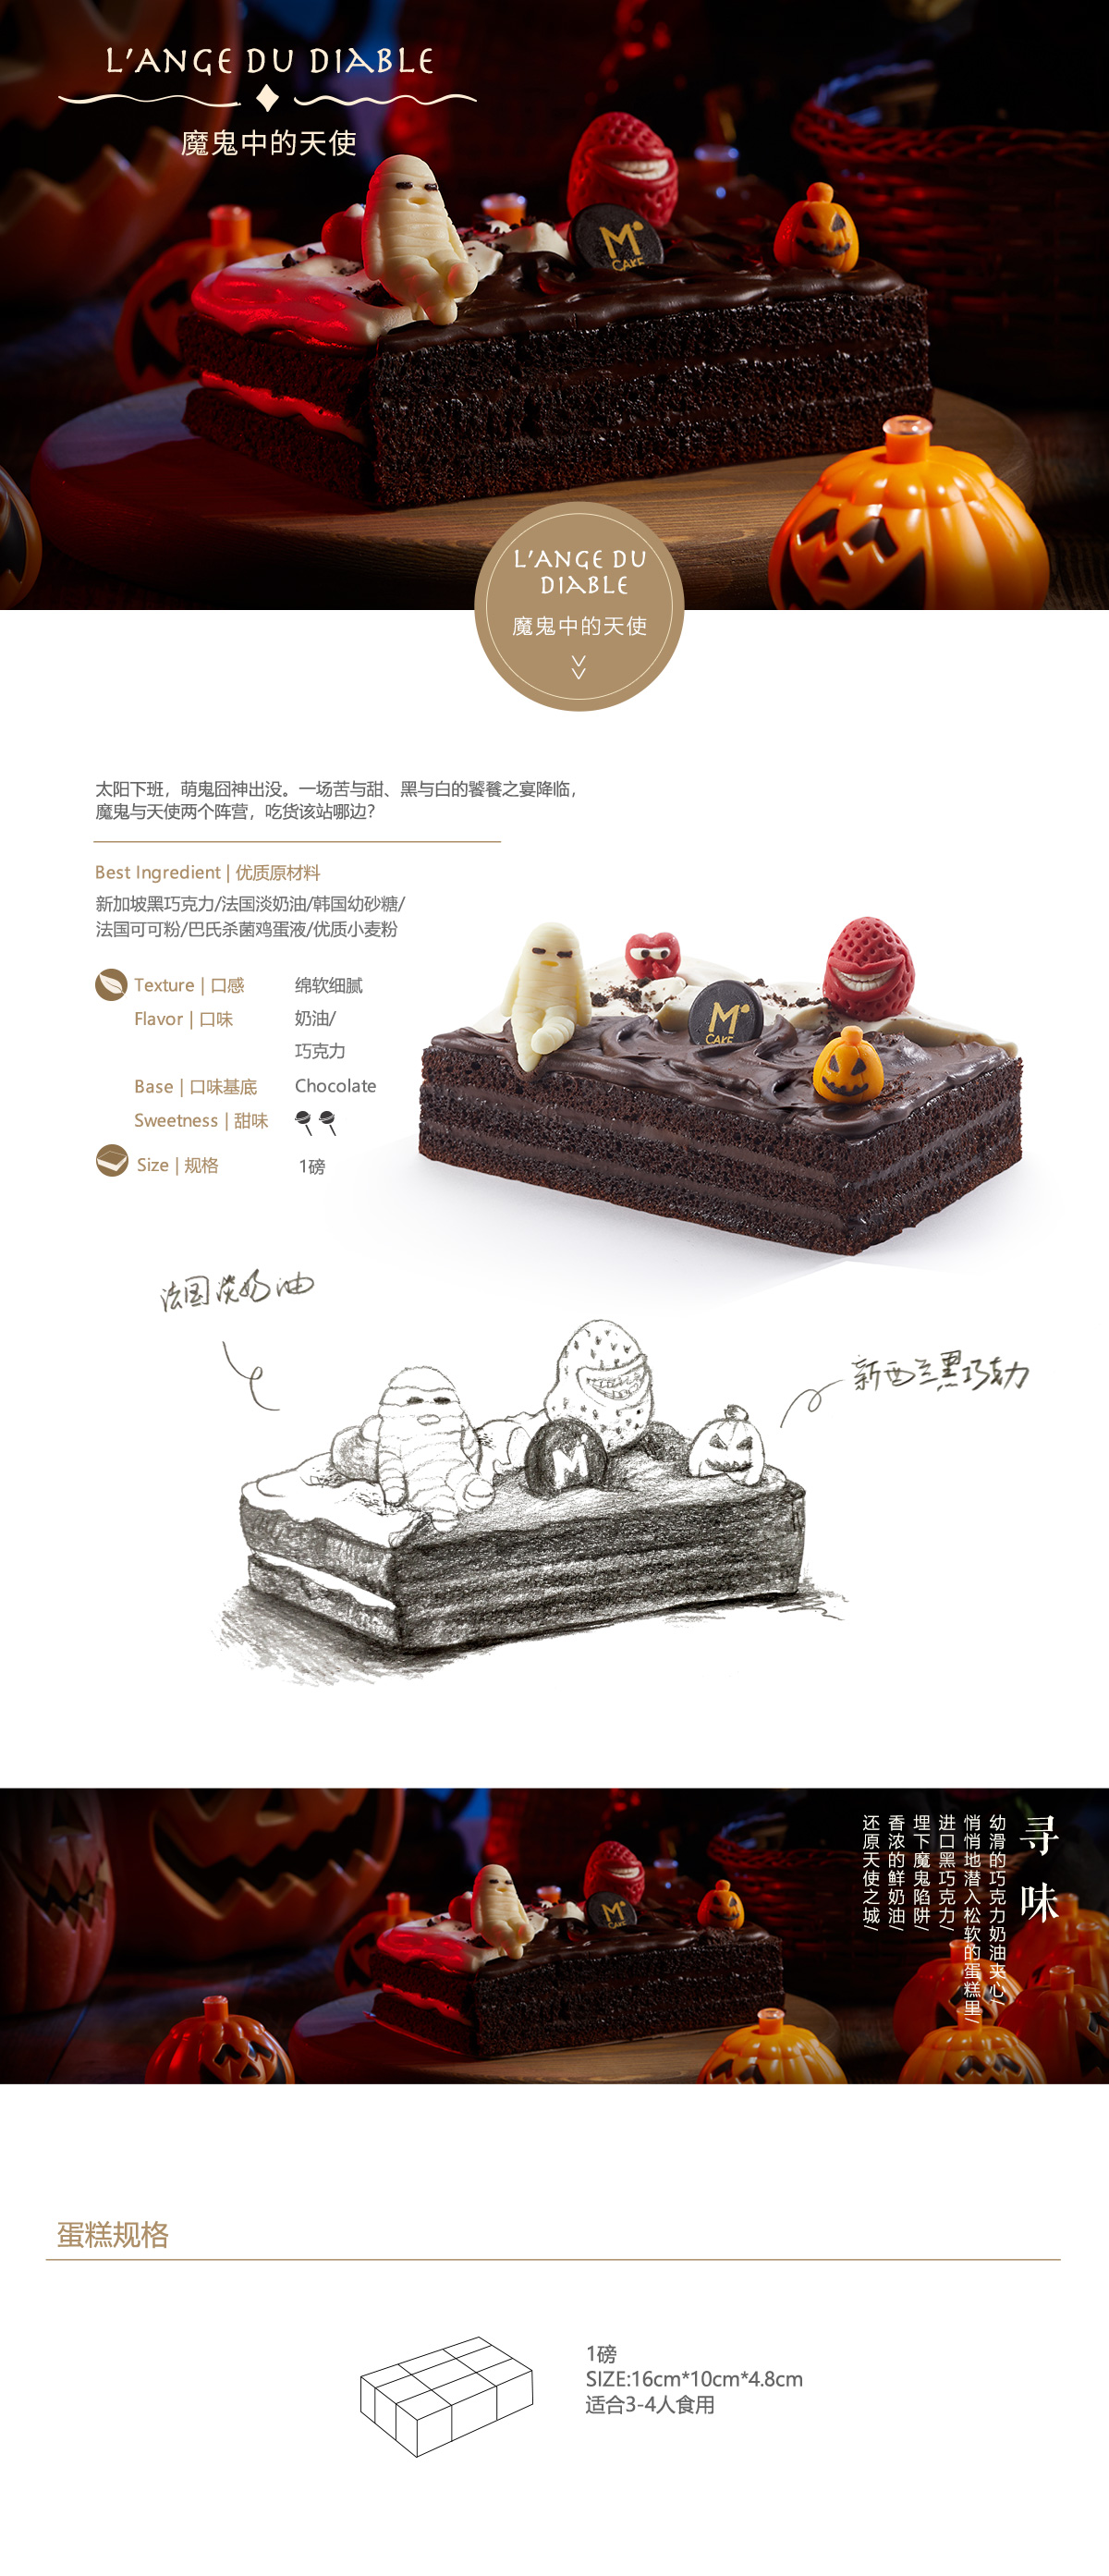 L'ANGE DU DIABLE
魔鬼中的天使
M
CAKE
L'ANGE DU
DIABLE
魔鬼中的天使
太阳下班，萌鬼囧神出没。一场苦与甜、黑与白的饕餮之宴降临，
魔鬼与天使两个阵营，吃货该站哪边？
Best Ingredient | 优质原材料
新加坡黑巧克力/法国淡奶油/韩国幼砂糖/
法国可可粉/巴氏杀菌鸡蛋液/优质小麦粉
Texture | 口感 绵软细腻
Flavor | 口味 奶油/
巧克力
Base | 口味基底 Chocolate
Sweetness | 甜味
Size | 规格 1磅
M
CAKE
法国淡奶油
新西兰黑巧克力
M
寻味
幼滑的巧克力奶油夹心/
悄悄地潜入松软的蛋糕里/
进口黑巧克力/
埋下魔鬼陷阱/
香浓的鲜奶油/
还原天使之城/
M
CAKE
蛋糕规格
1磅
SIZE:16cm*10cm*4.8cm
适合3-4人食用